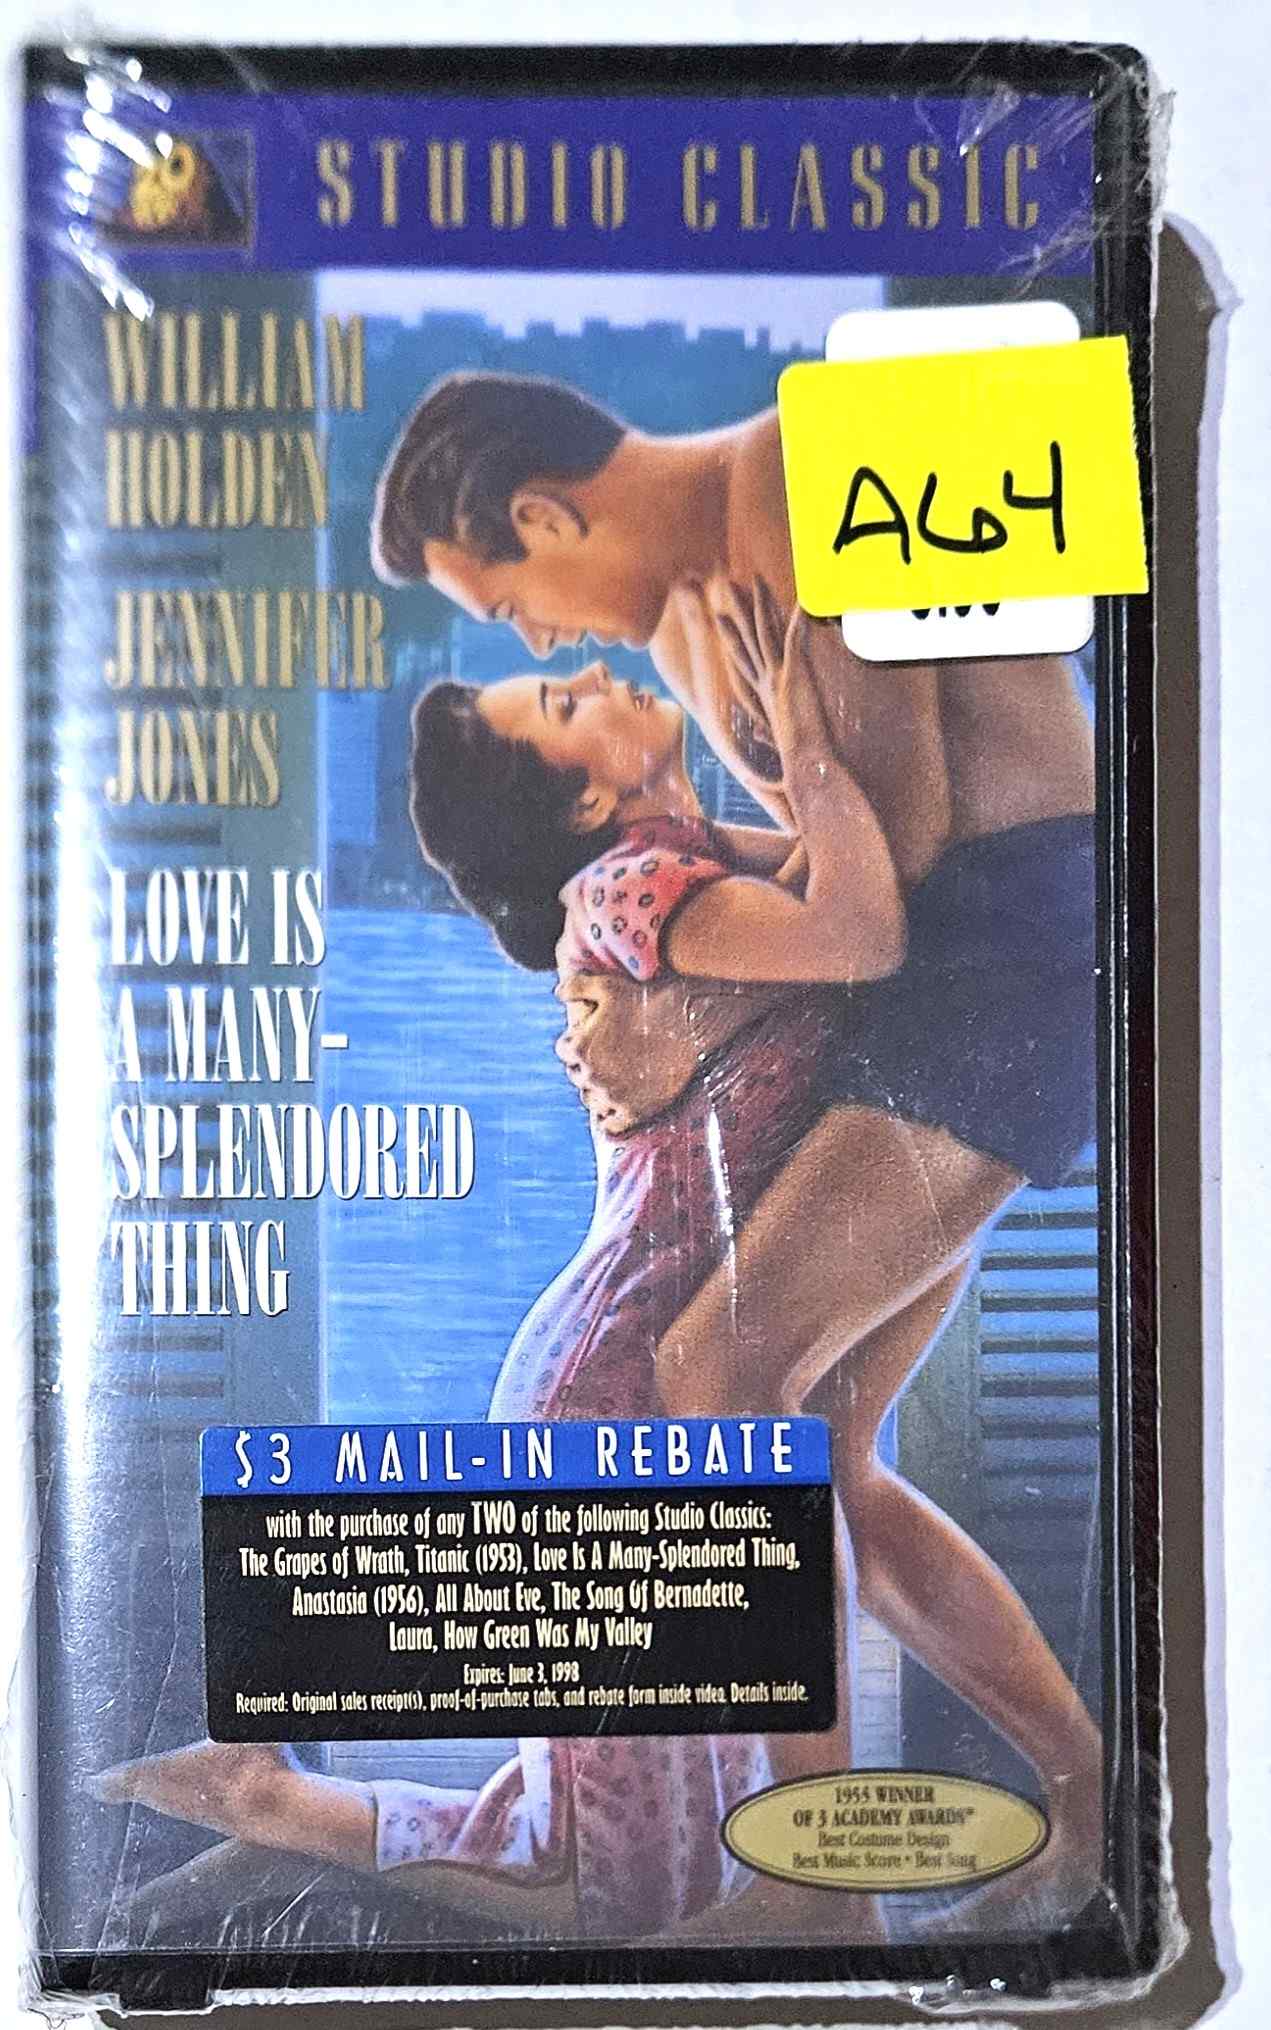 STUDIO CLASSIC
WILLIAM
HOLDEN
JENNIFER
JONES
A64
LOVE IS
A MANY-
SPLENDORED
THING
$3 MAIL-IN REBATE
with the purchase of any TWO of the following Studio Classics:
The Grapes of Wrath, Titanic (1953), Love Is A Many-Splendored Thing,
Anastasia (1956), All About Eve, The Song Of Bernadette,
Laura, How Green Was My Valley
Expires: June 3, 1998
Required: Original sales receipt(s), proof-of-purchase tabs, and rebate form inside video. Details inside.
1955 WINNER
OF 3 ACADEMY AWARDS®
Best Costume Design
Best Music Score • Best Song